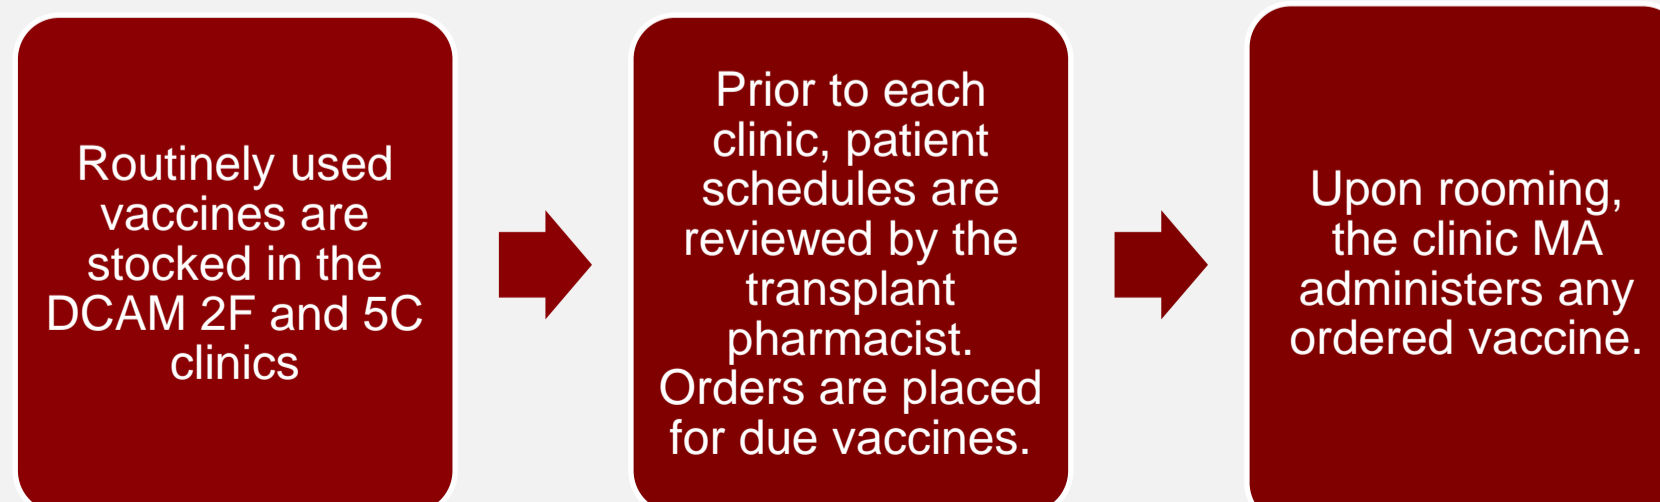 Routinely used
vaccines are
stocked in the
DCAM 2F and 5C
clinics
Prior to each
clinic, patient
schedules are
reviewed by the
transplant
pharmacist.
Orders are placed
for due vaccines.
Upon rooming,
the clinic MA
administers any
ordered vaccine.